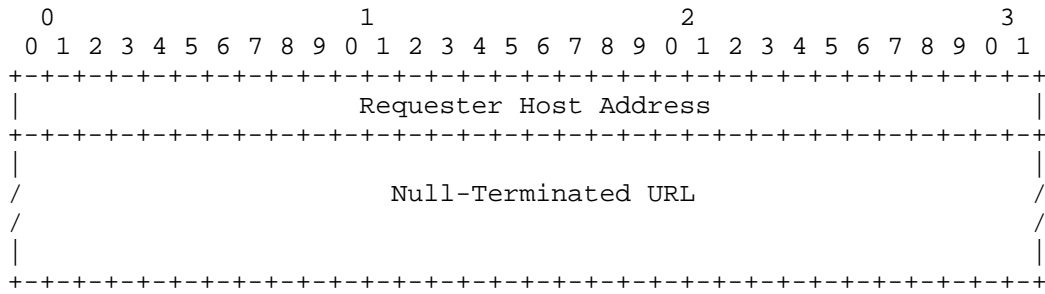 0                   1                   2                   3
 0 1 2 3 4 5 6 7 8 9 0 1 2 3 4 5 6 7 8 9 0 1 2 3 4 5 6 7 8 9 0 1
+-+-+-+-+-+-+-+-+-+-+-+-+-+-+-+-+-+-+-+-+-+-+-+-+-+-+-+-+-+-+-+-+
|                     Requester Host Address                    |
+-+-+-+-+-+-+-+-+-+-+-+-+-+-+-+-+-+-+-+-+-+-+-+-+-+-+-+-+-+-+-+-+
|                                                               |
/                       Null-Terminated URL                     /
/                                                               /
|                                                               |
+-+-+-+-+-+-+-+-+-+-+-+-+-+-+-+-+-+-+-+-+-+-+-+-+-+-+-+-+-+-+-+-+